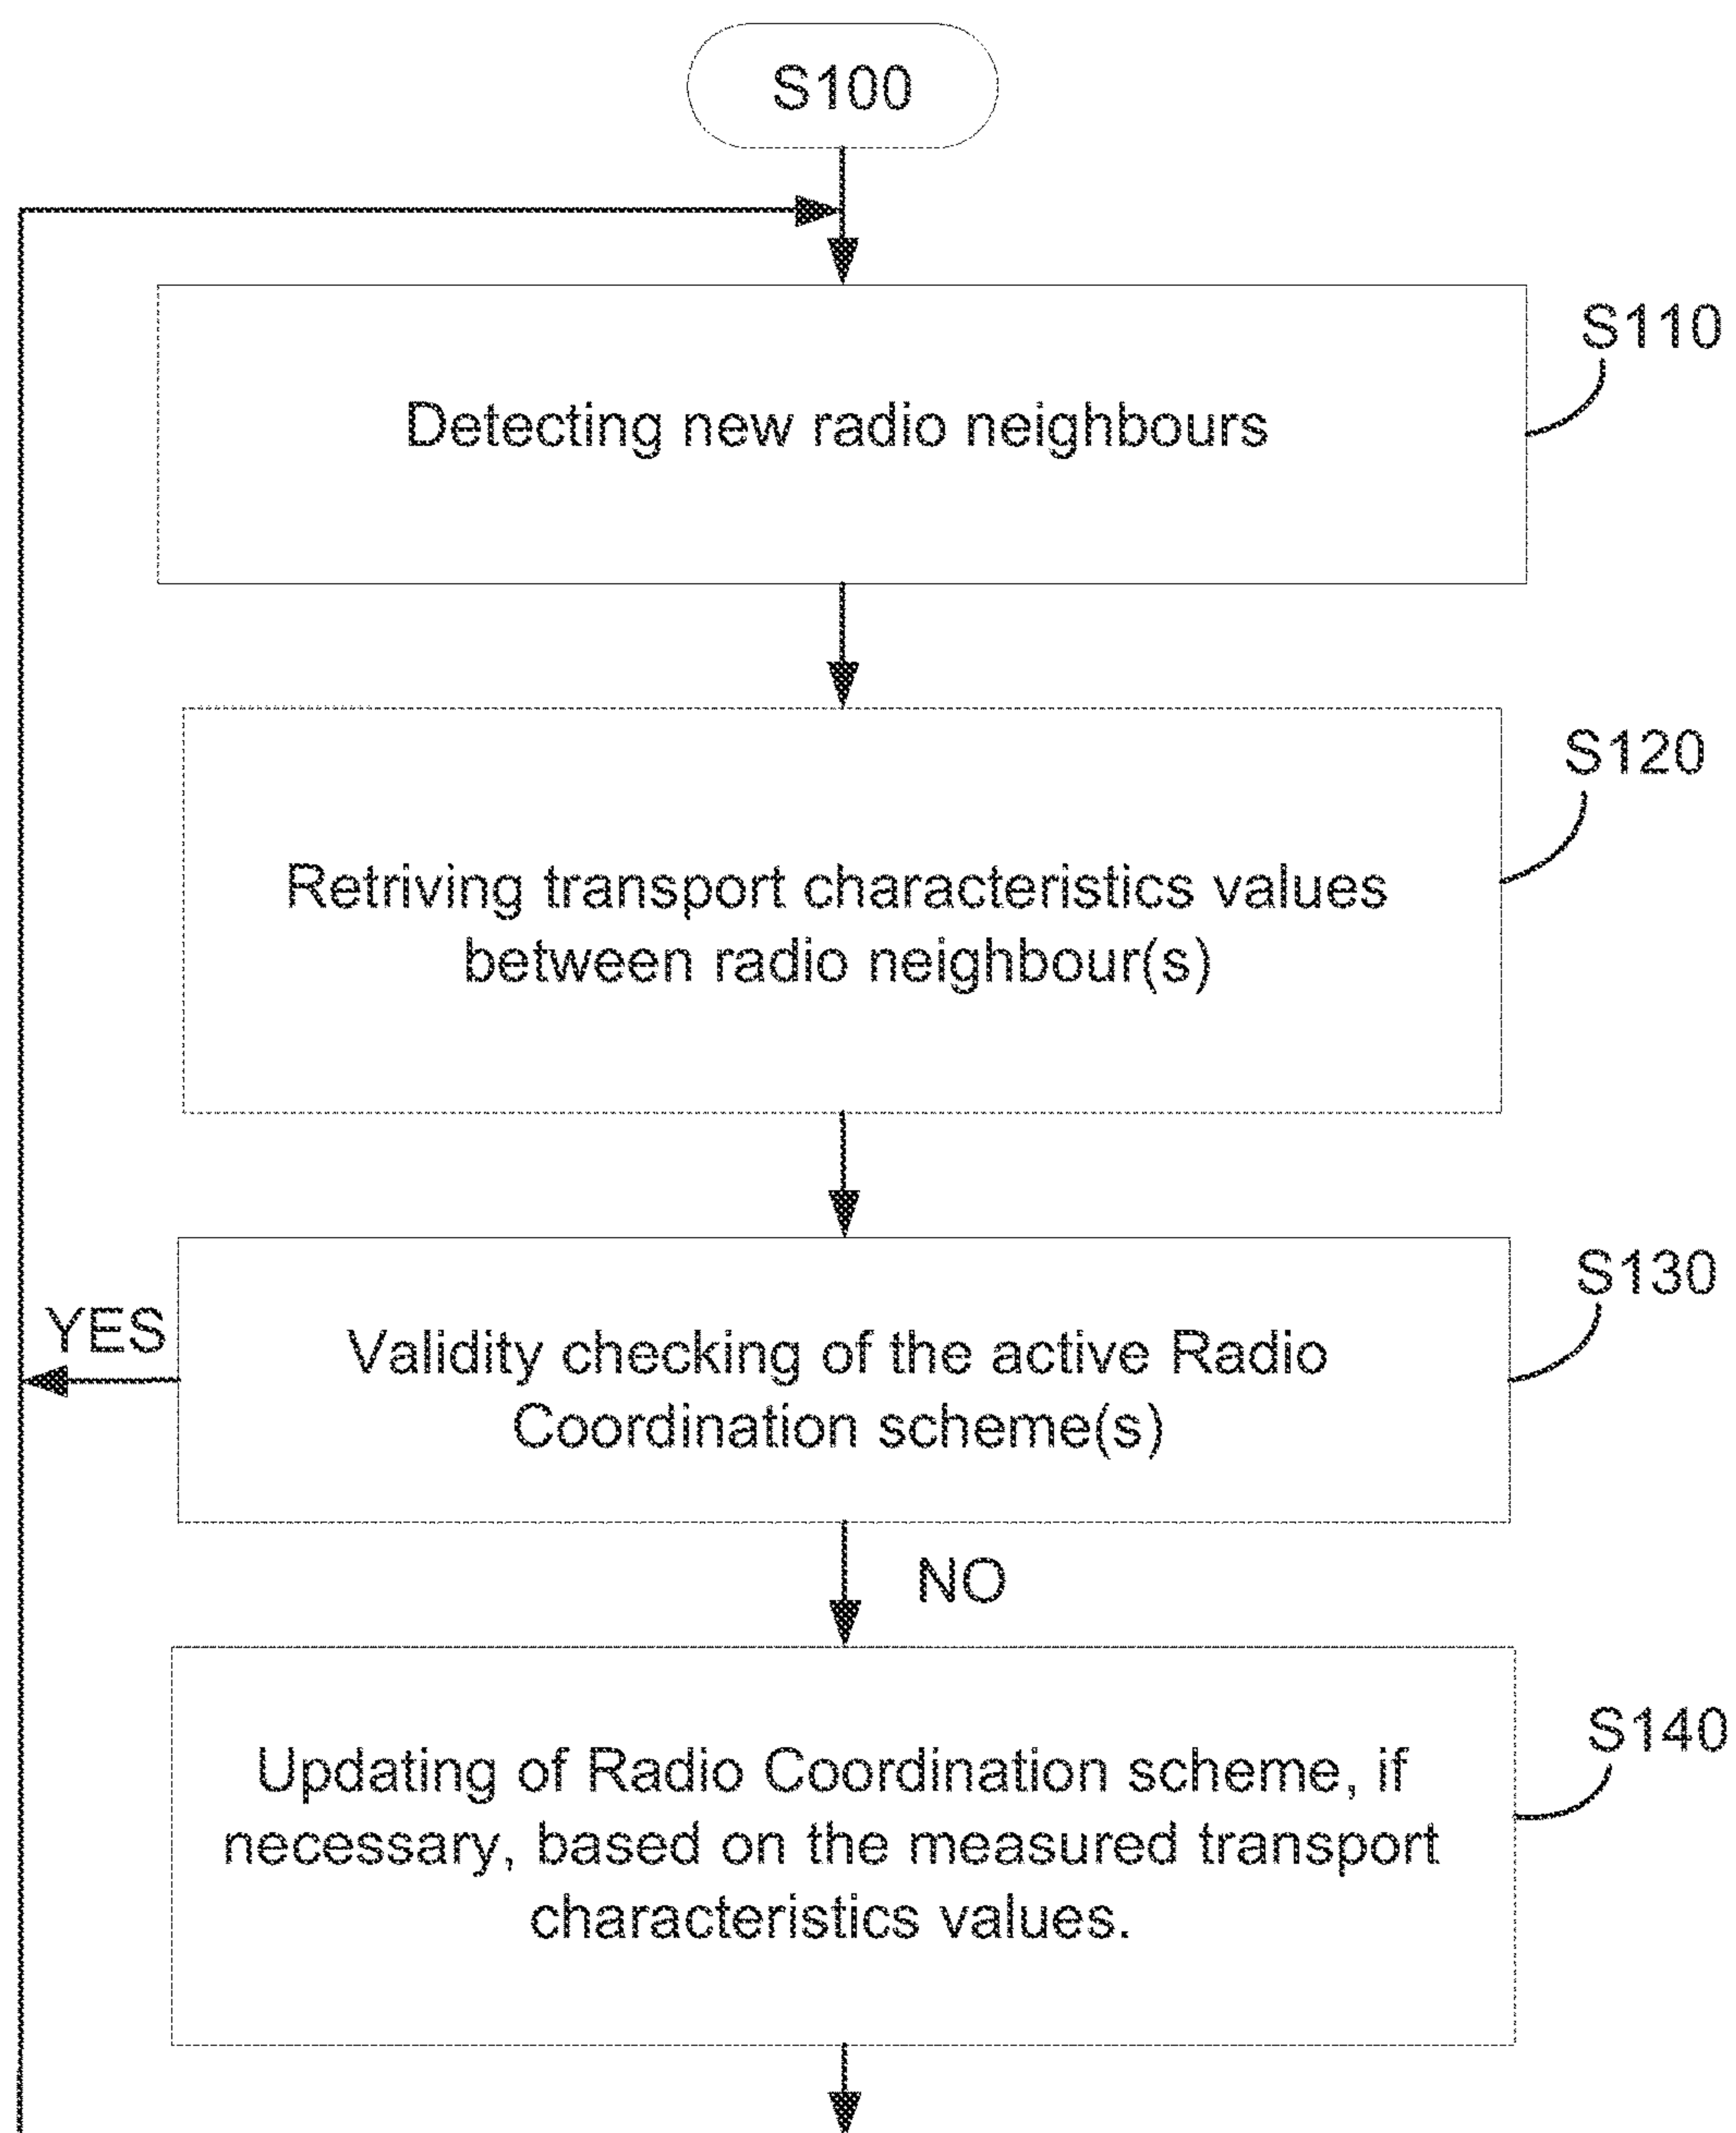 S100
S110
Detecting new radio neighbours
S120
Retriving transport characteristics values
between radio neighbour(s)
S130
YES
Validity checking of the active Radio
Coordination scheme(s)
NO
S140
Updating of Radio Coordination scheme, if
necessary, based on the measured transport
characteristics values.